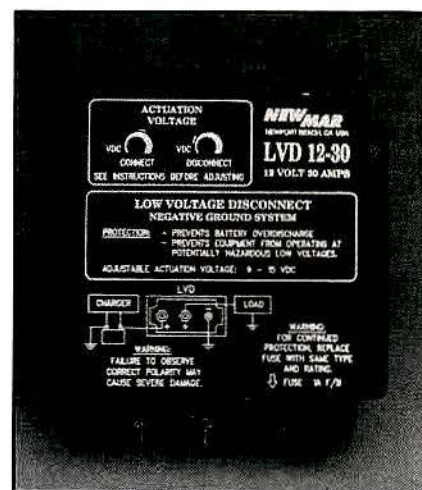 ACTUATION
VOLTAGE
VDC
VDC
CONNECT
DISCONNECT
SEE INSTRUCTIONS BEFORE ADJUSTING
NEWMAR
NEWPORT BEACH, CA USA
LVD 12-30
12 VOLT 30 AMPS
LOW VOLTAGE DISCONNECT
NEGATIVE GROUND SYSTEM
PROTECTION: - PREVENTS BATTERY OVERDISCHARGE
- PREVENTS EQUIPMENT FROM OPERATING AT
POTENTIALLY HAZARDOUS LOW VOLTAGES.
ADJUSTABLE ACTUATION VOLTAGE: 9 - 15 VDC
LVD
CHARGER
LOAD
WARNING:
FAILURE TO OBSERVE
CORRECT POLARITY MAY
CAUSE SEVERE DAMAGE.
WARNING:
FOR CONTINUED
PROTECTION, REPLACE
FUSE WITH SAME TYPE
AND RATING.
FUSE 1A